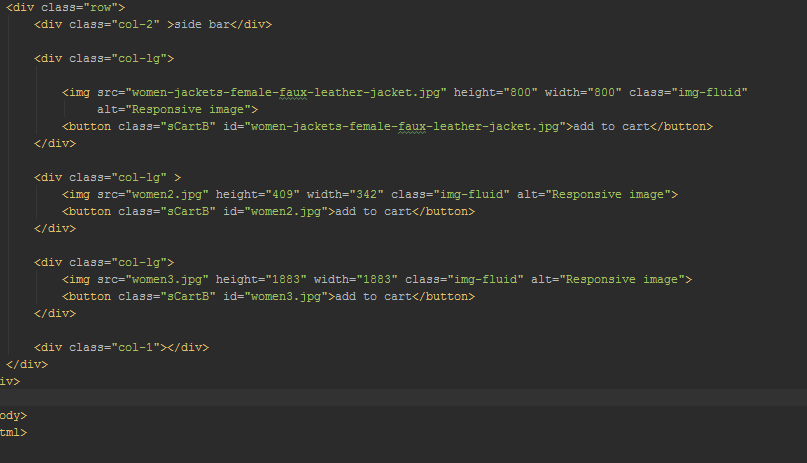 <div class="row">
<div class="col-2" >side bar</div>
<div class="col-lg">
<img src="women-jackets-female-faux-leather-jacket.jpg" height="800" width="800" class="img-fluid"
alt="Responsive image">
<button class="sCartB" id="women-jackets-female-faux-leather-jacket.jpg">add to cart</button>
</div>
<div class="col-lg" >
<img src="women2.jpg" height="409" width="342" class="img-fluid" alt="Responsive image">
<button class="sCartB" id="women2.jpg">add to cart</button>
</div>
<div class="col-lg">
<img src="women3.jpg" height="1883" width="1883" class="img-fluid" alt="Responsive image">
<button class="sCartB" id="women3.jpg">add to cart</button>
</div>
<div class="col-1"></div>
</div>
iv>
ody>
tml>